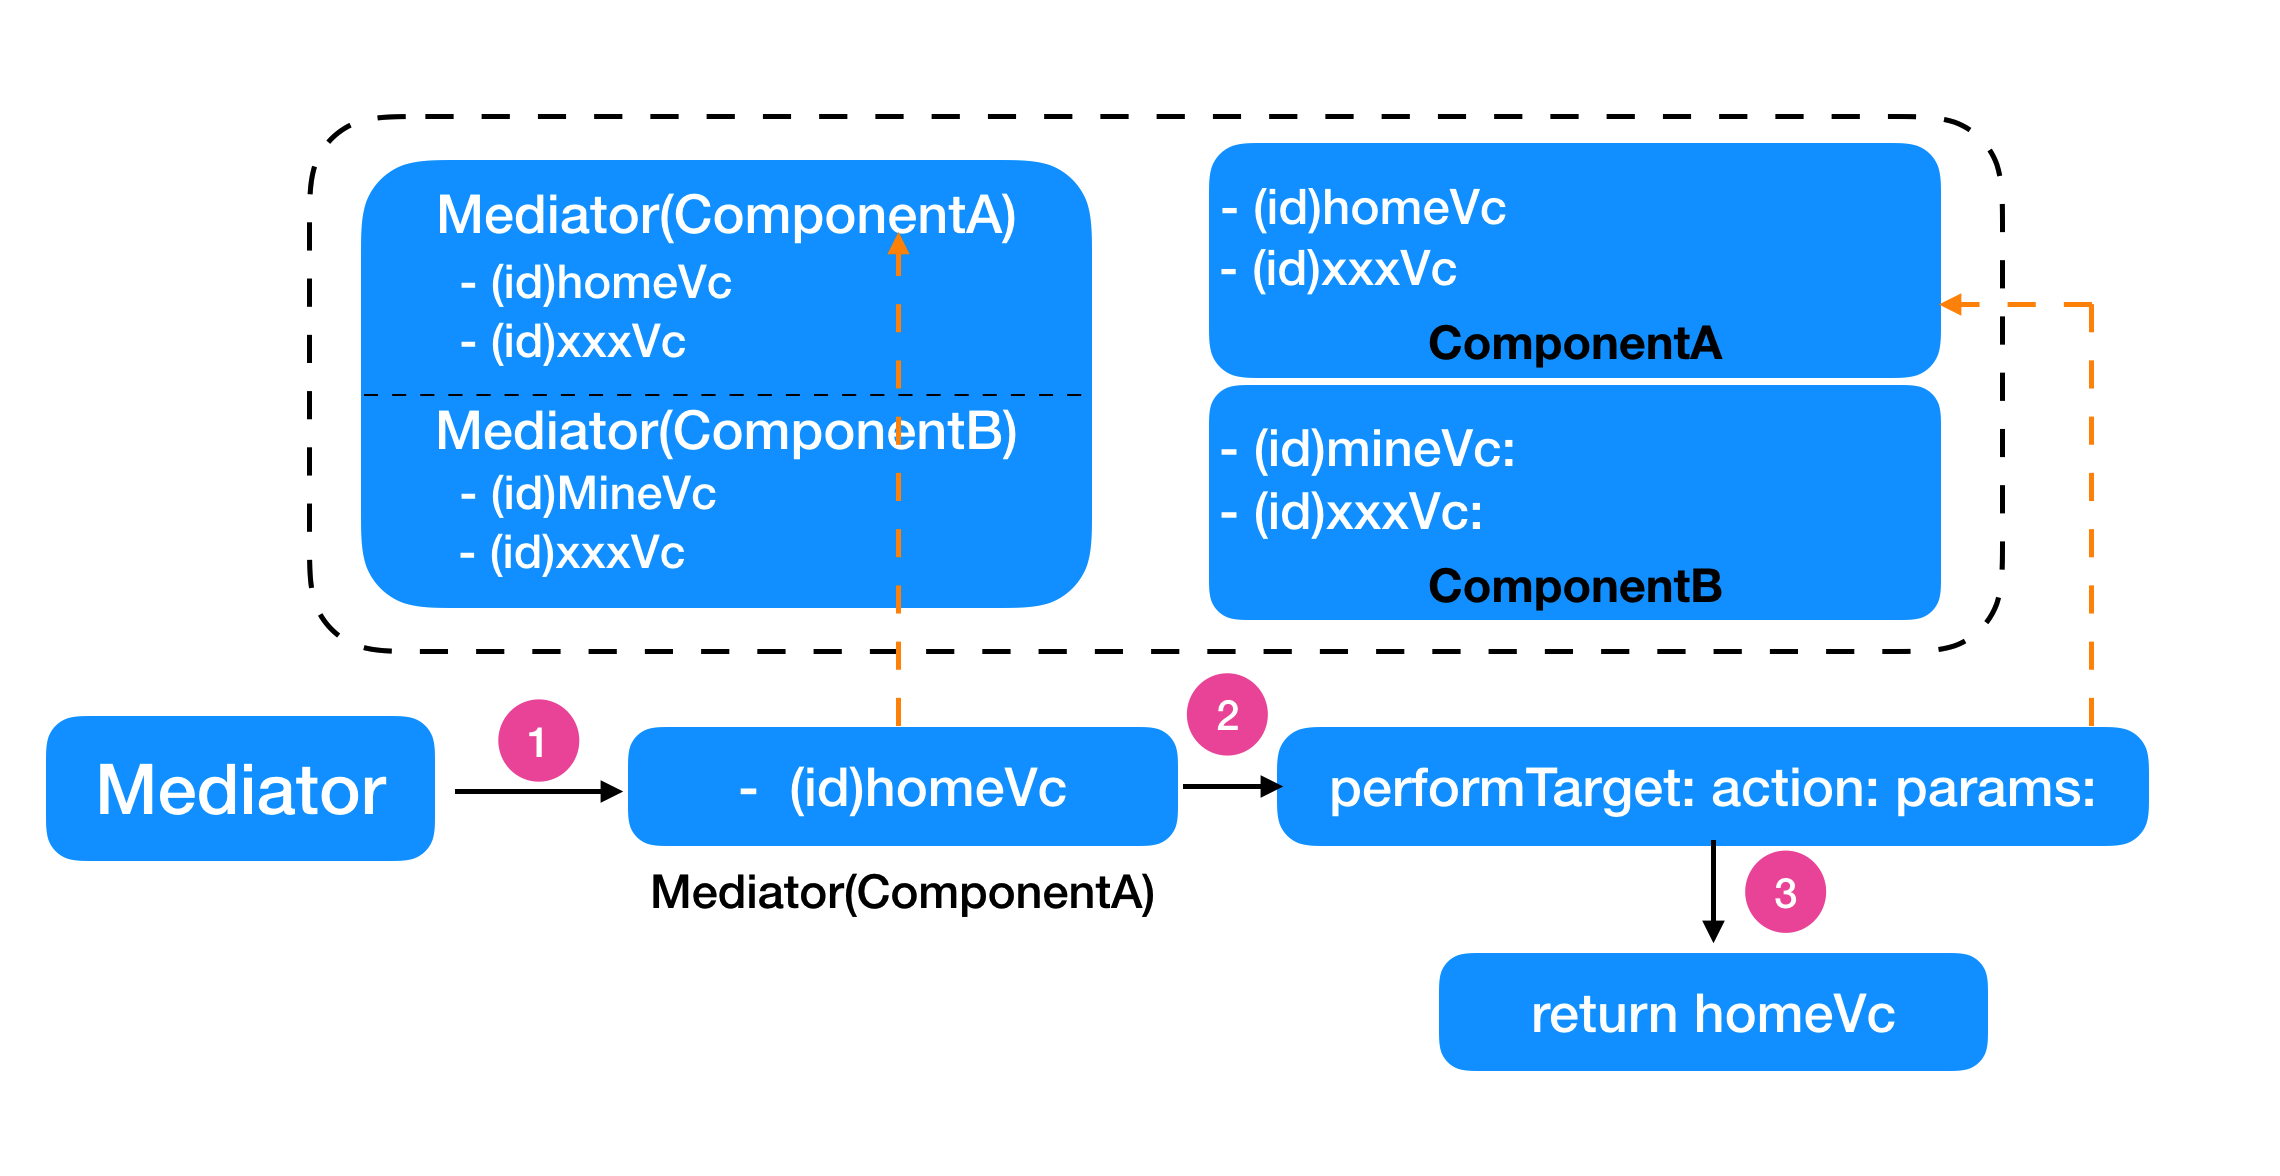 Mediator(ComponentA)
- (id)homeVc
- (id)xxxVc
Mediator(ComponentB)
- (id)MineVc
- (id)xxxVc
- (id)homeVc
- (id)xxxVc
ComponentA
- (id)mineVc:
- (id)xxxVc:
ComponentB
Mediator
1
- (id)homeVc
Mediator(ComponentA)
2
performTarget: action: params:
3
return homeVc